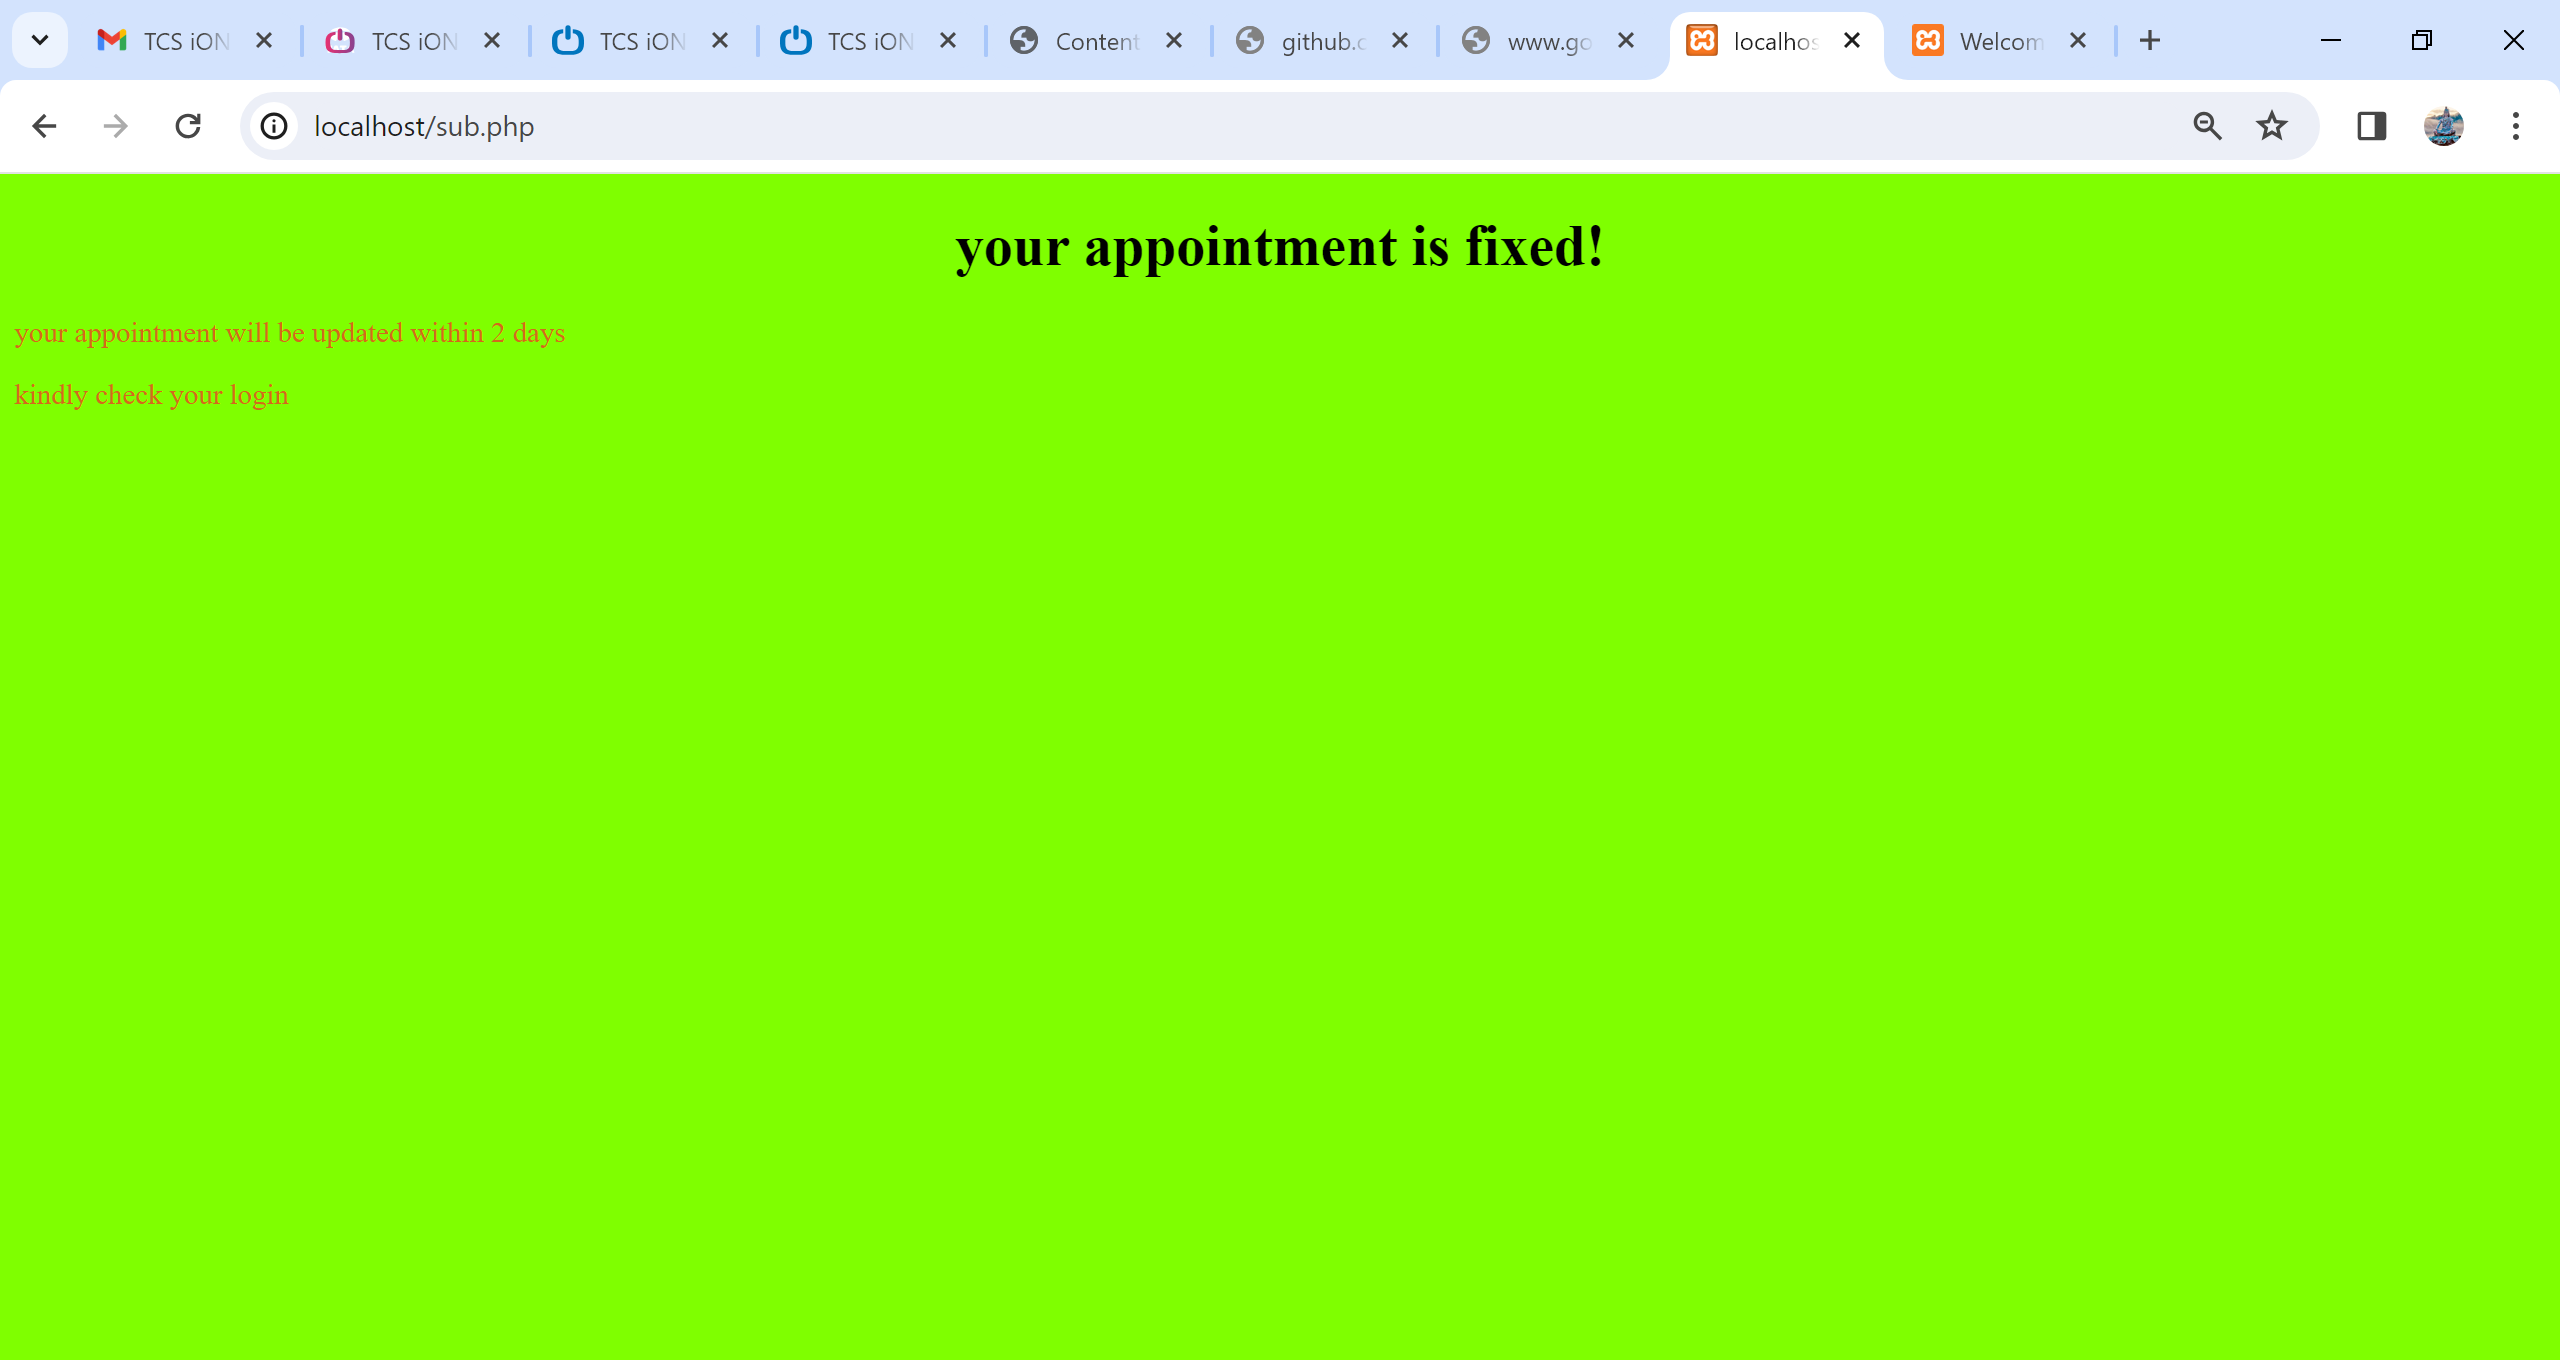 TCS iON TCS iON TCS iON TCS iON Content github.c www.go localhos Welcom
localhost/sub.php
your appointment is fixed!
your appointment will be updated within 2 days
kindly check your login